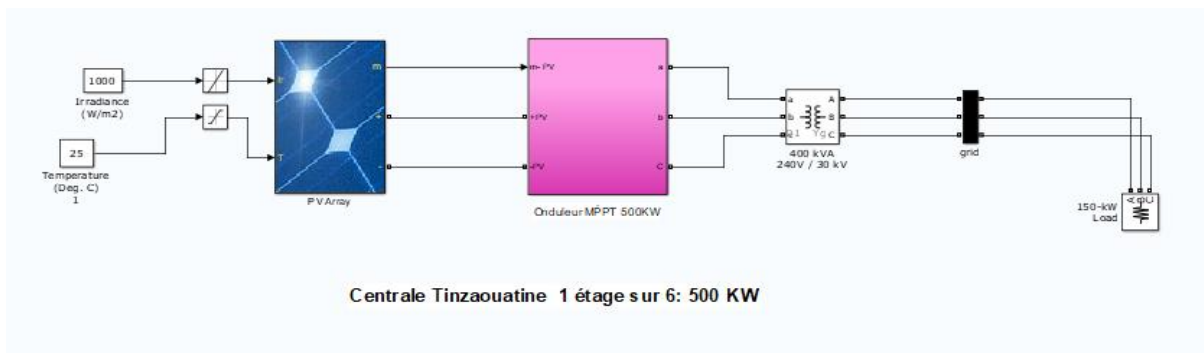 1000
Irradiance
(W/m2)
25
Temperature
(Deg. C)
1
m
+
-
T
PV Array
m-PV
+PV
-PV
a
b
C
Onduleur MPPT 500KW
a
b
A
B
C
Yg
400 kVA
240V / 30 kV
grid
A B C
150-kW
Load
Centrale Tinzaouatine 1 étage sur 6: 500 KW